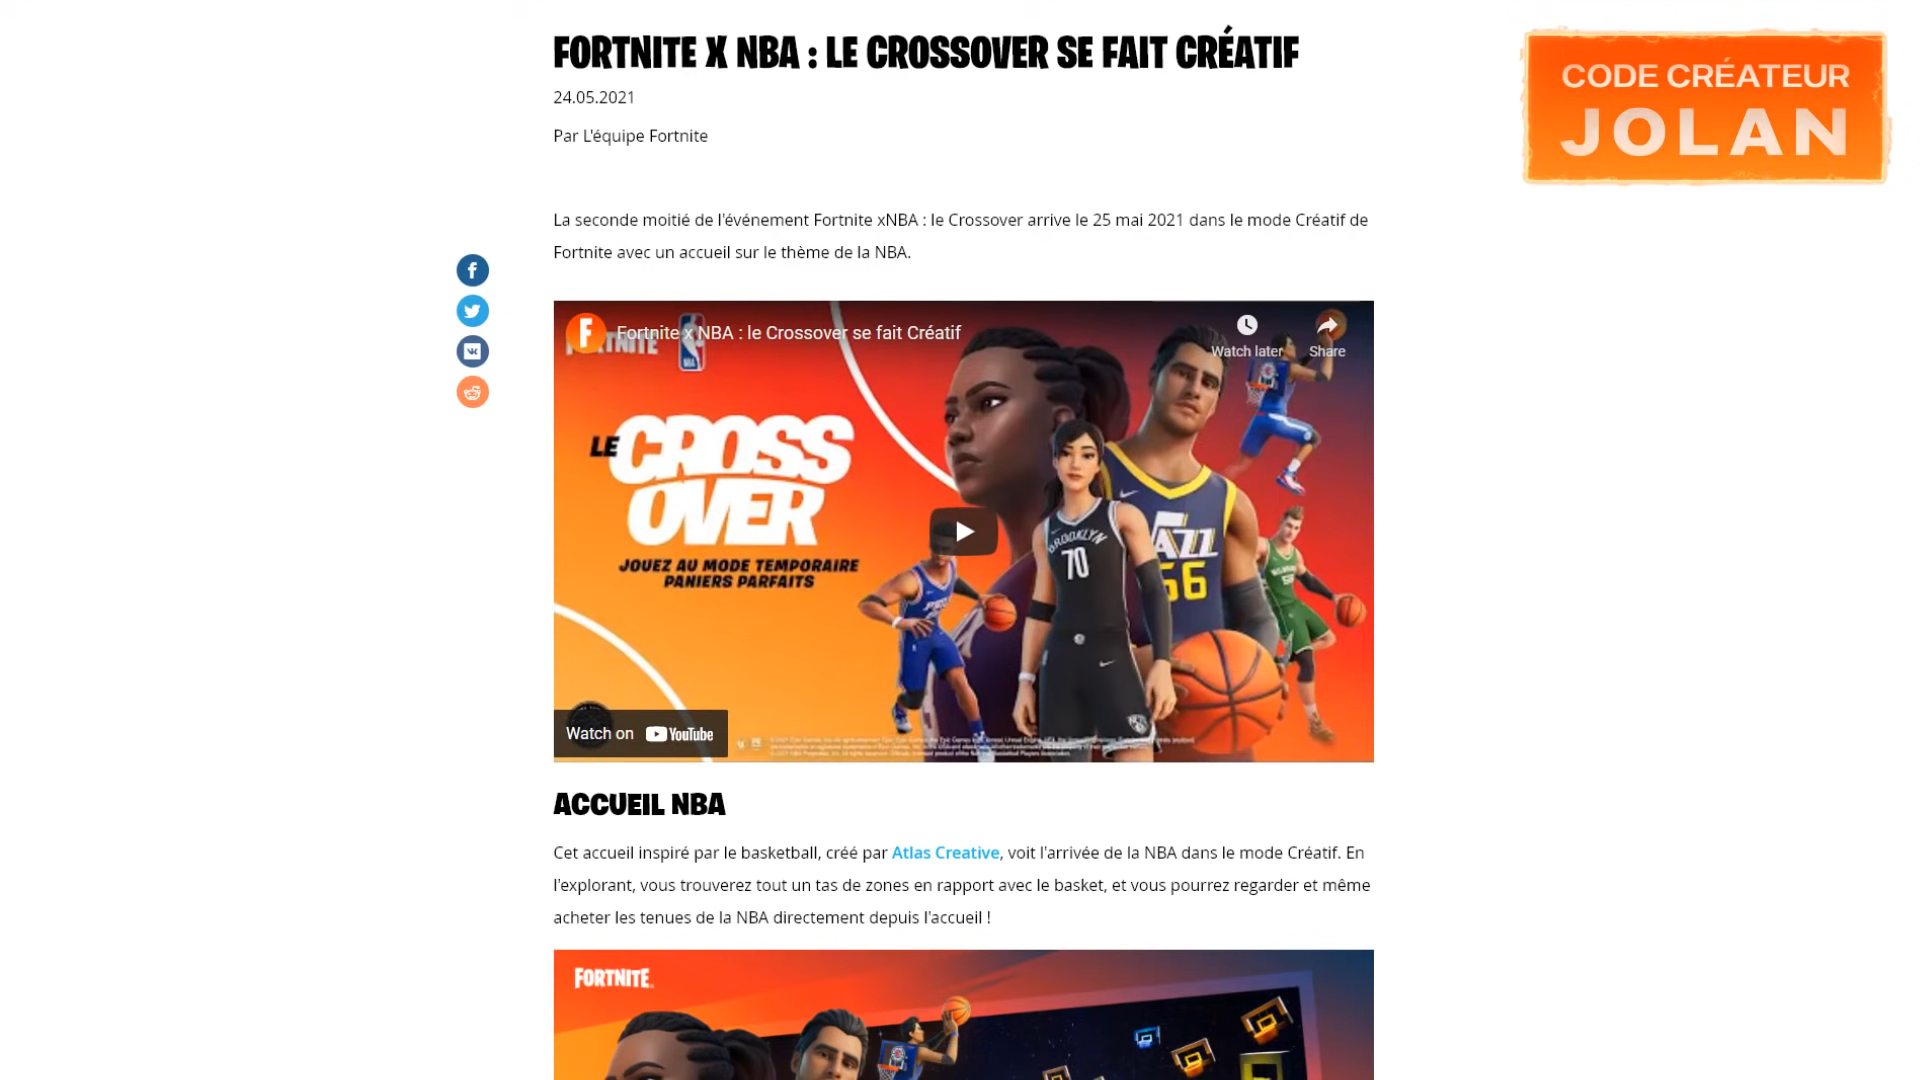 FORTNITE X NBA : LE CROSSOVER SE FAIT CRÉATIF
24.05.2021
Par L'équipe Fortnite
CODE CRÉATEUR
JOLAN
La seconde moitié de l'événement Fortnite xNBA : le Crossover arrive le 25 mai 2021 dans le mode Créatif de
Fortnite avec un accueil sur le thème de la NBA.
Fortnite x NBA : le Crossover se fait Créatif
Watch later
Share
LE
CROSS
OVER
JOUEZ AU MODE TEMPORAIRE
PANIERS PARFAITS
BROOKLYN
70
JAZZ
56
Watch on YouTube
ACCUEIL NBA
Cet accueil inspiré par le basketball, créé par Atlas Creative, voit l'arrivée de la NBA dans le mode Créatif. En
l'explorant, vous trouverez tout un tas de zones en rapport avec le basket, et vous pourrez regarder et même
acheter les tenues de la NBA directement depuis l'accueil !
FORTNITE